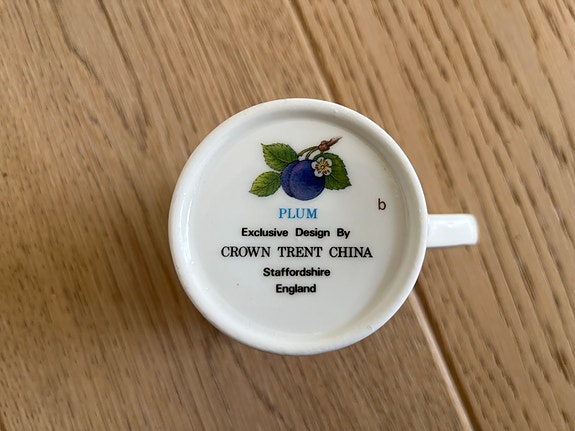 PLUM
b
Exclusive Design By
CROWN TRENT CHINA
Staffordshire
England